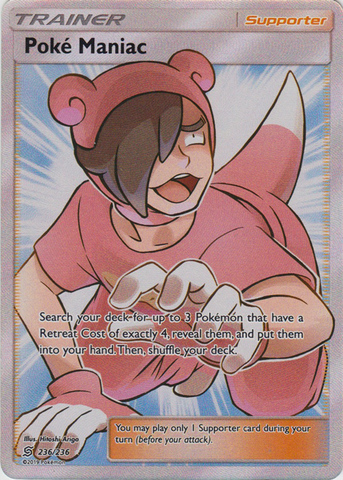 TRAINER
Supporter
Poké Maniac
Search your deck for up to 3 Pokémon that have a
Retreat Cost of exactly 4, reveal them, and put them
into your hand. Then, shuffle your deck.
Illus. Hitoshi Ariga
236/236
©2019 Pokémon
You may play only 1 Supporter card during your
turn (before your attack).